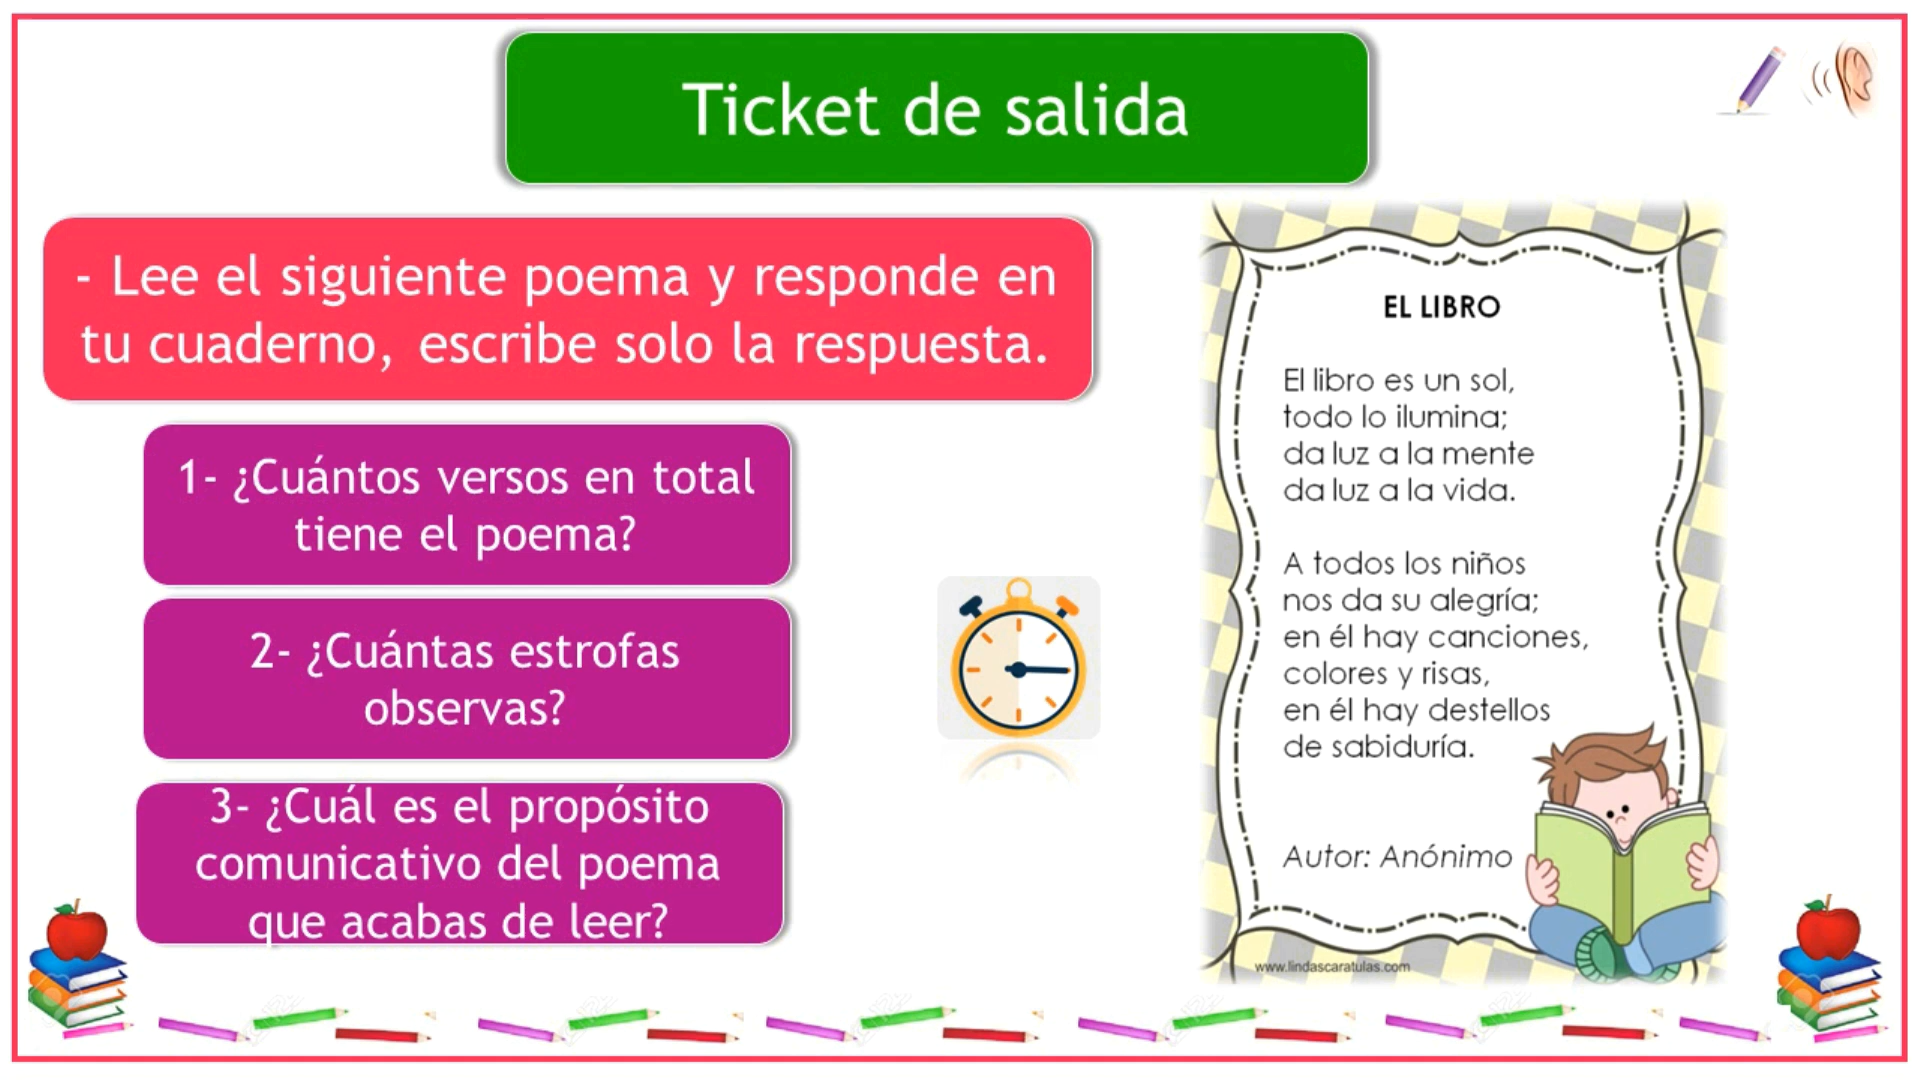 Ticket de salida
- Lee el siguiente poema y responde en
tu cuaderno, escribe solo la respuesta.
1- ¿Cuántos versos en total
tiene el poema?
2- ¿Cuántas estrofas
observas?
3- ¿Cuál es el propósito
comunicativo del poema
que acabas de leer?
EL LIBRO
El libro es un sol,
todo lo ilumina;
da luz a la mente
da luz a la vida.
A todos los niños
nos da su alegría;
en él hay canciones,
colores y risas,
en él hay destellos
de sabiduría.
Autor: Anónimo
www.lindascaratulas.com